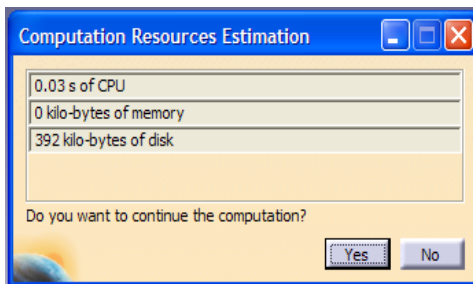 Computation Resources Estimation
0.03 s of CPU
0 kilo-bytes of memory
392 kilo-bytes of disk
Do you want to continue the computation?
Yes No